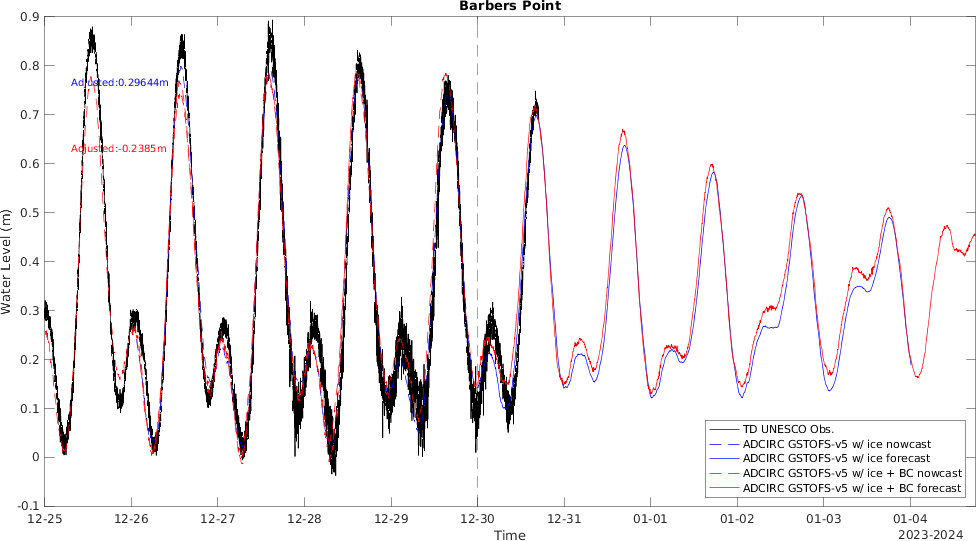 Barbers Point
0.9
0.8
0.7
0.6
0.5
0.4
0.3
0.2
0.1
0
-0.1
Water Level (m)
Adjusted:0.29644m
Adjusted:-0.2385m
TD UNESCO Obs.
ADCIRC GSTOFS-v5 w/ ice nowcast
ADCIRC GSTOFS-v5 w/ ice forecast
ADCIRC GSTOFS-v5 w/ ice + BC nowcast
ADCIRC GSTOFS-v5 w/ ice + BC forecast
12-25 12-26 12-27 12-28 12-29 12-30 12-31 01-01 01-02 01-03 01-04
Time
2023-2024